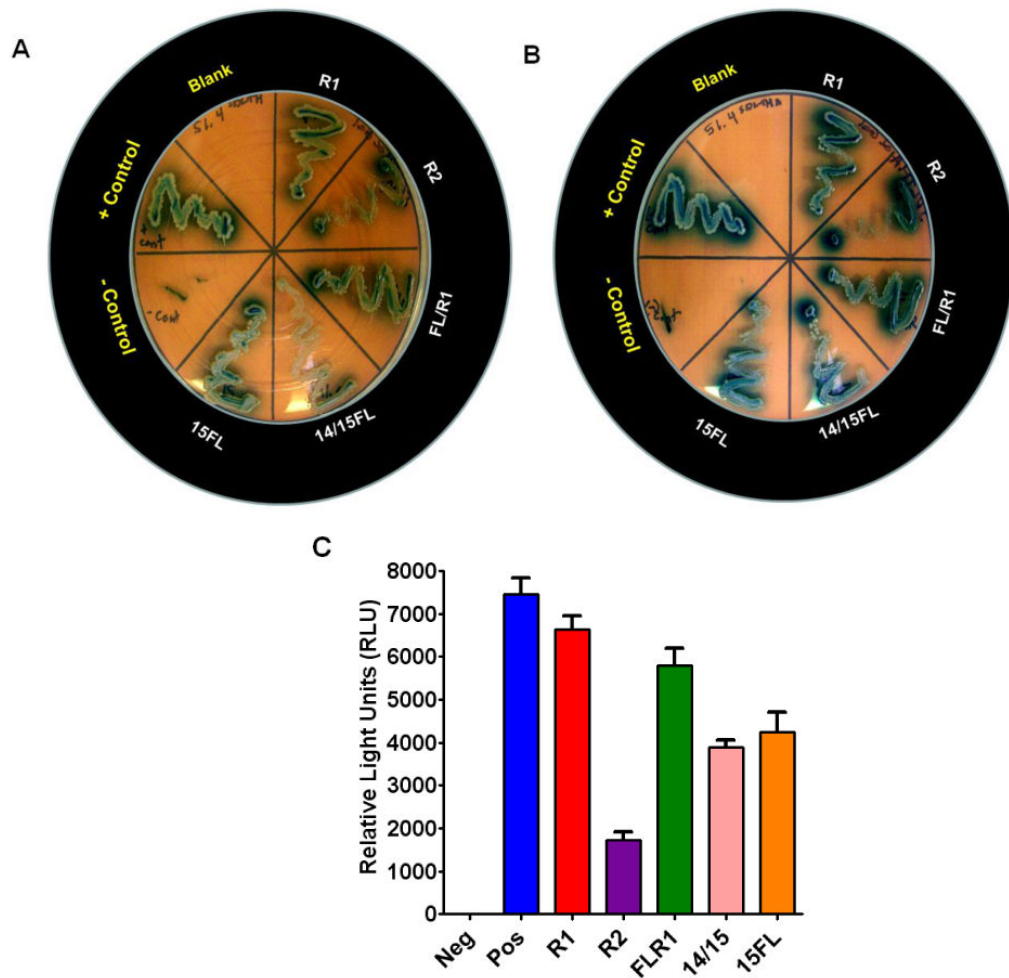 A
Blank
R1
R2
FL/R1
14/15FL
15FL
- Control
+ Control
- Cont
B
Blank
R1
R2
FL/R1
14/15FL
15FL
- Control
+ Control
C
Relative Light Units (RLU)
8000
7000
6000
5000
4000
3000
2000
1000
0
Neg
Pos
R1
R2
FLR1
14/15
15FL